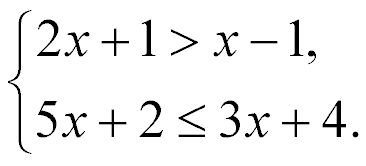 2x + 1 > x − 1,
5x + 2 ≤ 3x + 4.